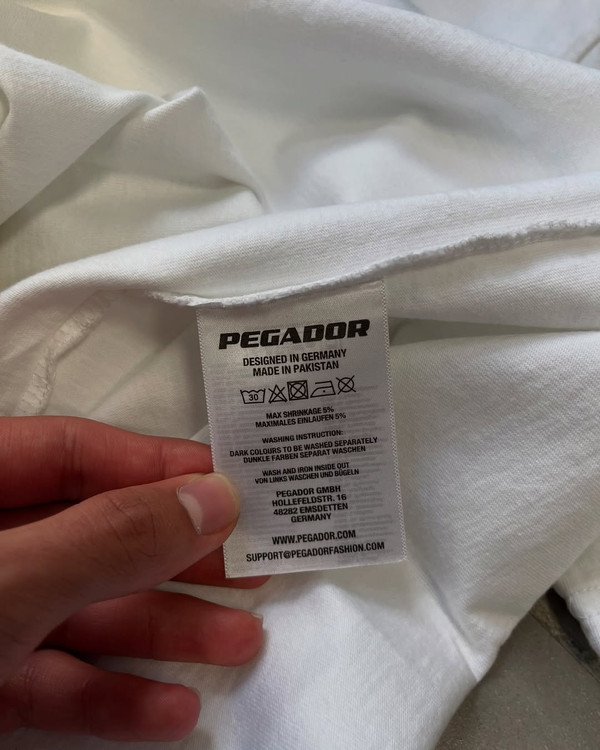 PEGADOR
DESIGNED IN GERMANY
MADE IN PAKISTAN
30
MAX SHRINKAGE 5%
MAXIMALES EINLAUFEN 5%
WASHING INSTRUCTION:
DARK COLOURS TO BE WASHED SEPARATELY
DUNKLE FARBEN SEPARAT WASCHEN
WASH AND IRON INSIDE OUT
VON LINKS WASCHEN UND BÜGELN
PEGADOR GMBH
HOLLEFELDSTR. 16
48282 EMSDETTEN
GERMANY
WWW.PEGADOR.COM
SUPPORT@PEGADORFASHION.COM